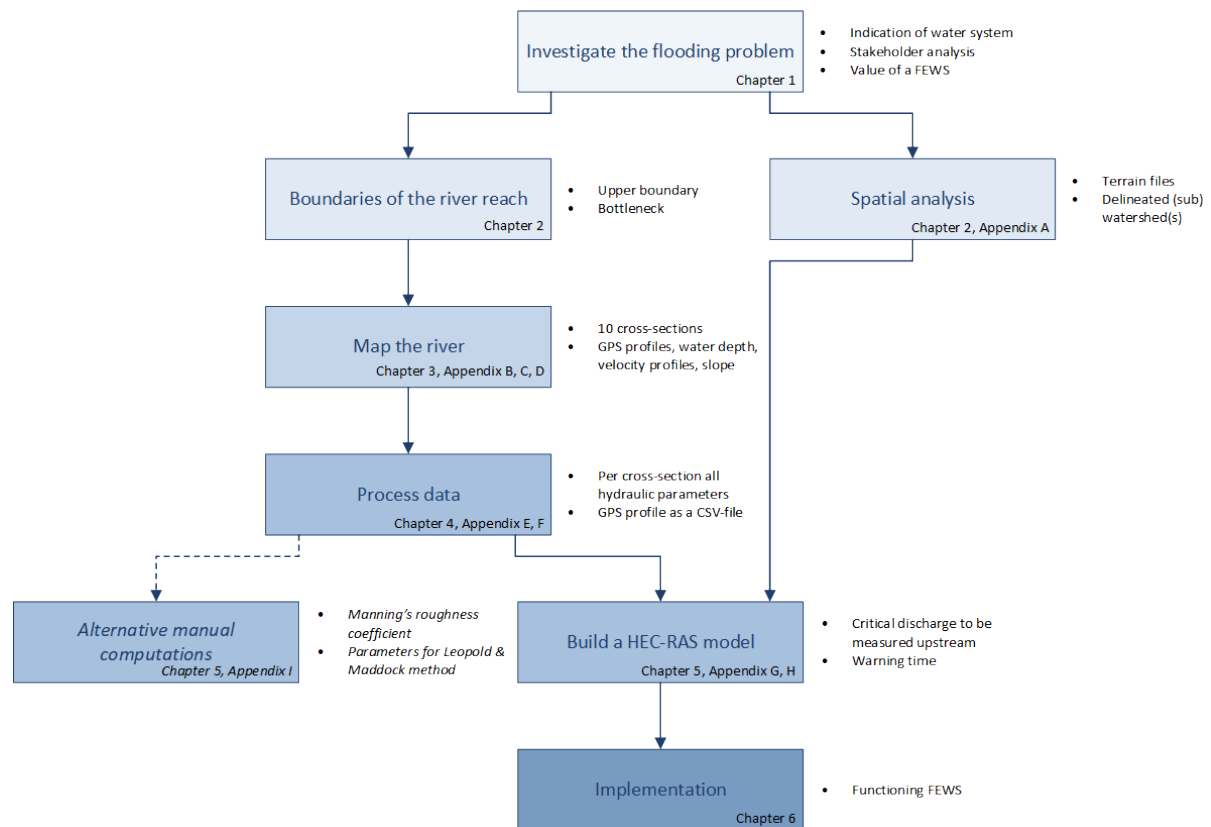 Investigate the flooding problem
Chapter 1
• Indication of water system
• Stakeholder analysis
• Value of a FEWS
Boundaries of the river reach
Chapter 2
• Upper boundary
• Bottleneck
Spatial analysis
Chapter 2, Appendix A
• Terrain files
• Delineated (sub)
watershed(s)
Map the river
Chapter 3, Appendix B, C, D
• 10 cross-sections
• GPS profiles, water depth,
velocity profiles, slope
Process data
Chapter 4, Appendix E, F
• Per cross-section all
hydraulic parameters
• GPS profile as a CSV-file
Alternative manual
computations
Chapter 5, Appendix I
• Manning's roughness
coefficient
• Parameters for Leopold &
Maddock method
Build a HEC-RAS model
Chapter 5, Appendix G, H
• Critical discharge to be
measured upstream
• Warning time
Implementation
Chapter 6
• Functioning FEWS